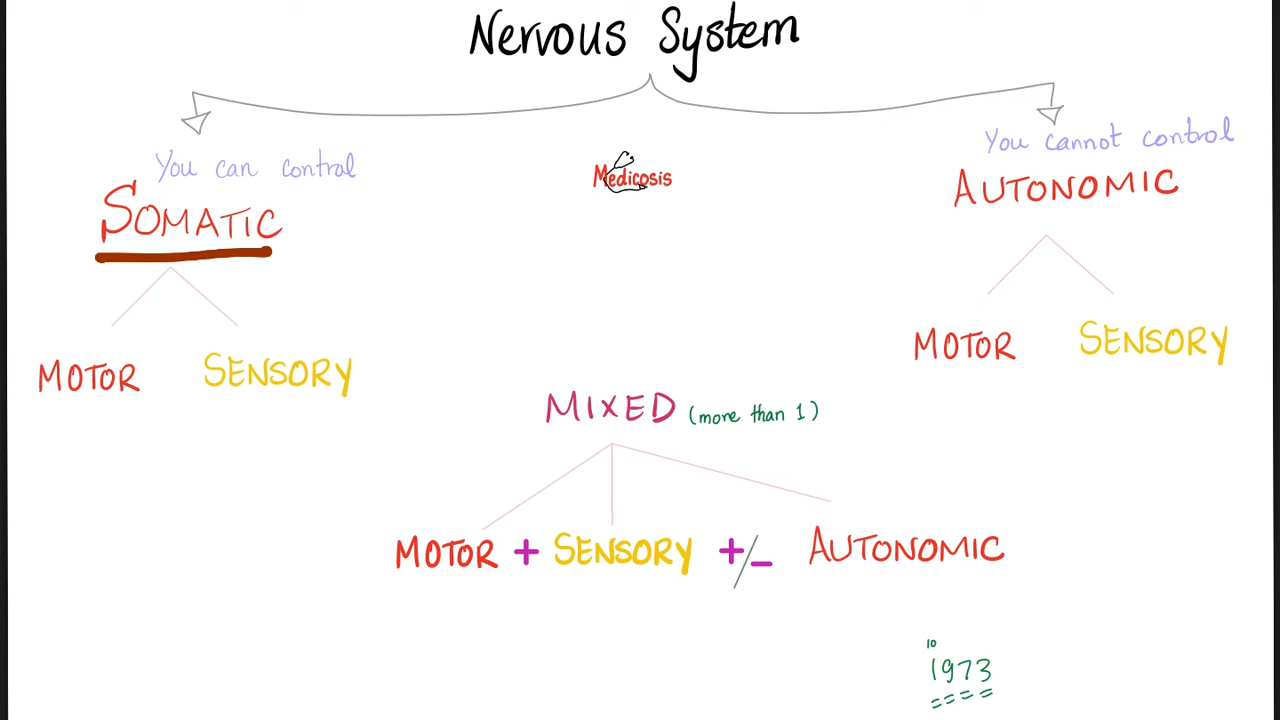 Nervous System
You can control
SOMATIC
MOTOR SENSORY
Medicosis
You cannot control
AUTONOMIC
MOTOR SENSORY
MIXED (more than 1)
MOTOR + SENSORY +/- AUTONOMIC
10
1973